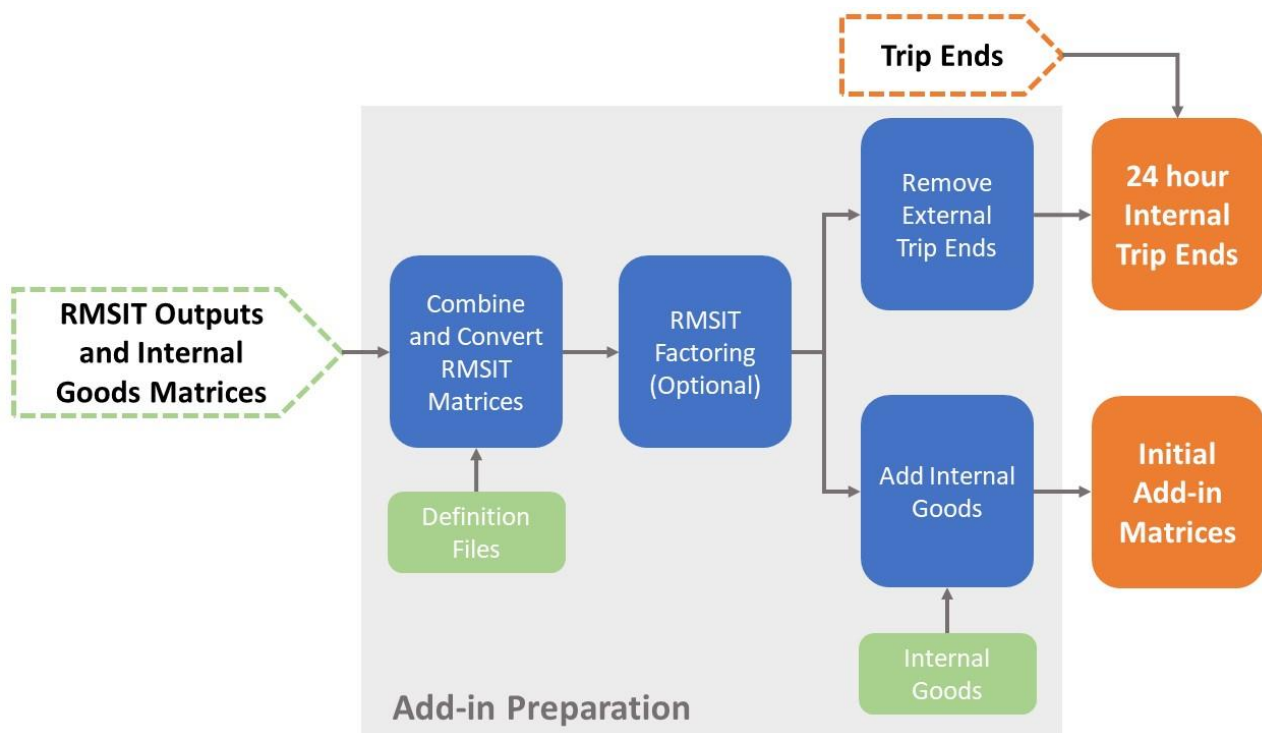 Trip Ends
RMSIT Outputs
and Internal
Goods Matrices
Combine
and Convert
RMSIT
Matrices
Definition
Files
RMSIT
Factoring
(Optional)
Remove
External
Trip Ends
24 hour
Internal
Trip Ends
Add Internal
Goods
Initial
Add-in
Matrices
Internal
Goods
Add-in Preparation